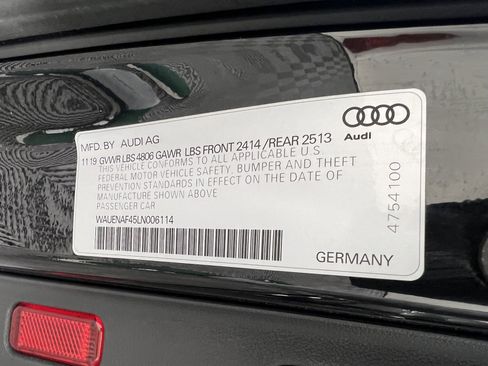 MFD. BY AUDI AG
Audi
1119 GVWR LBS 4806 GAWR LBS FRONT 2414 / REAR 2513
THIS VEHICLE CONFORMS TO ALL APPLICABLE U.S.
FEDERAL MOTOR VEHICLE SAFETY, BUMPER AND THEFT
PREVENTION STANDARDS IN EFFECT ON THE DATE OF
MANUFACTURE SHOWN ABOVE
PASSENGER CAR
WAUENAF45LN006114
4754100
GERMANY